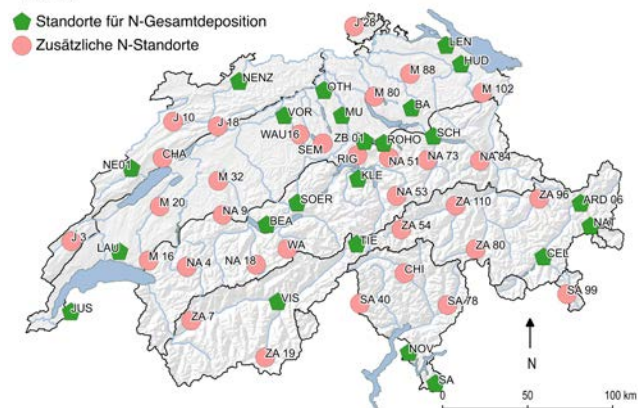 Standorte für N-Gesamtdeposition
Zusätzliche N-Standorte
J 28
LEN
HUD
NENZ
OTH
M 88
M 80
M 102
VOR
MU
BA
J 10
J 18
WAU16
SEM
ZB 01
ROHO
SCH
RIG
NA 51
NA 73
NA 84
CHA
NE01
M 32
KLE
M 20
NA 9
SOER
NA 53
ZA 110
ZA 96
ARD 06
BEA
ZA 54
NAT
J 3
LAU
M 16
NA 4
NA 18
WA
TIE
ZA 80
CEL
CHI
JUS
ZA 7
VIS
SA 40
SA 78
SA 99
ZA 19
NOV
SA
N
0 50 100 km